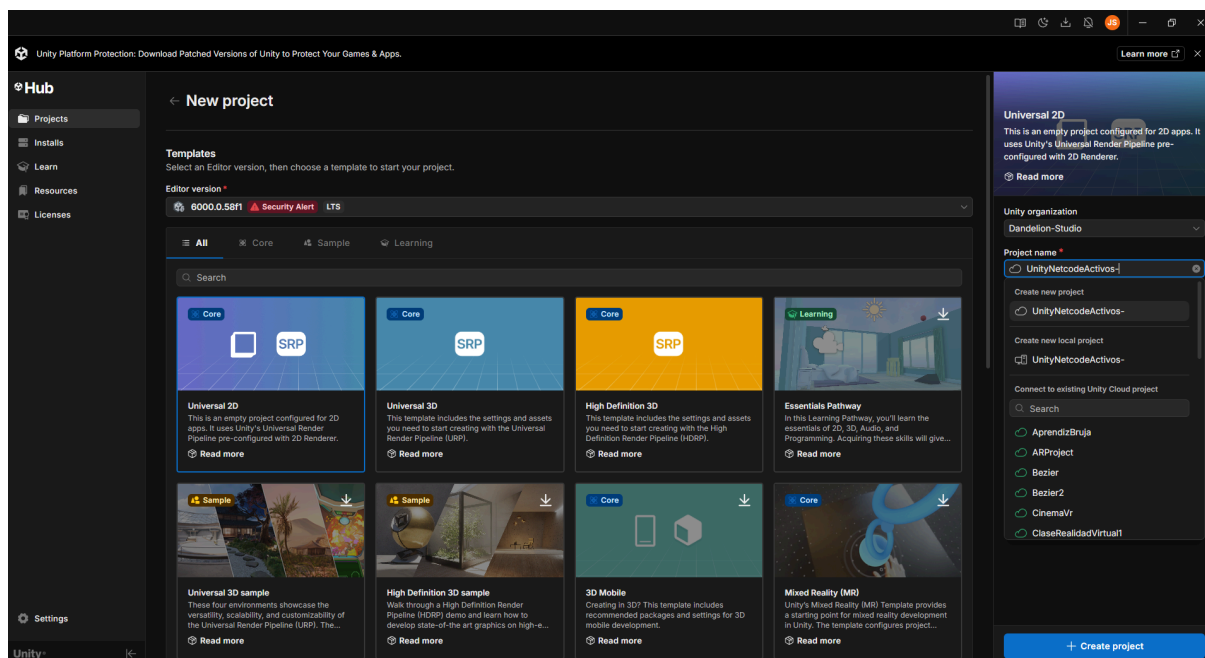 JS
Unity Platform Protection: Download Patched Versions of Unity to Protect Your Games & Apps.
Learn more
Hub
Projects
Installs
Learn
Resources
Licenses
Settings
Unity
New project
Templates
Select an Editor version, then choose a template to start your project.
Editor version *
6000.0.58f1 Security Alert LTS
All Core Sample Learning
Search
Core
SRP
Universal 2D
This is an empty project configured for 2D
apps. It uses Unity's Universal Render
Pipeline pre-configured with 2D Renderer.
Read more
Core
SRP
Universal 3D
This template includes the settings and assets
you need to start creating with the Universal
Render Pipeline (URP).
Read more
Core
SRP
High Definition 3D
This template includes the settings and assets
you need to start creating with the High
Definition Render Pipeline (HDRP).
Read more
Learning
Essentials Pathway
In this Learning Pathway, you'll learn the
essentials of 2D, 3D, Audio, and
Programming. Acquiring these skills will give...
Read more
Sample
Universal 3D sample
These four environments showcase the
versatility, scalability, and customizability of
the Universal Render Pipeline (URP). The...
Read more
Sample
High Definition 3D sample
Walk through a High Definition Render
Pipeline (HDRP) demo and learn how to
develop state-of-the art graphics on high-e...
Read more
Core
3D Mobile
Creating in 3D? This template includes
recommended packages and settings for 3D
mobile development.
Read more
Core
Mixed Reality (MR)
Unity's Mixed Reality (MR) Template provides
a starting point for mixed reality development
in Unity. The template configures project...
Read more
Universal 2D
This is an empty project configured for 2D apps. It
uses Unity's Universal Render Pipeline pre-
configured with 2D Renderer.
Read more
Unity organization
Dandelion-Studio
Project name *
UnityNetcodeActivos-
Create new project
UnityNetcodeActivos-
Create new local project
UnityNetcodeActivos-
Connect to existing Unity Cloud project
Search
AprendizBruja
ARProject
Bezier
Bezier2
CinemaVr
ClaseRealidadVirtual1
+ Create project